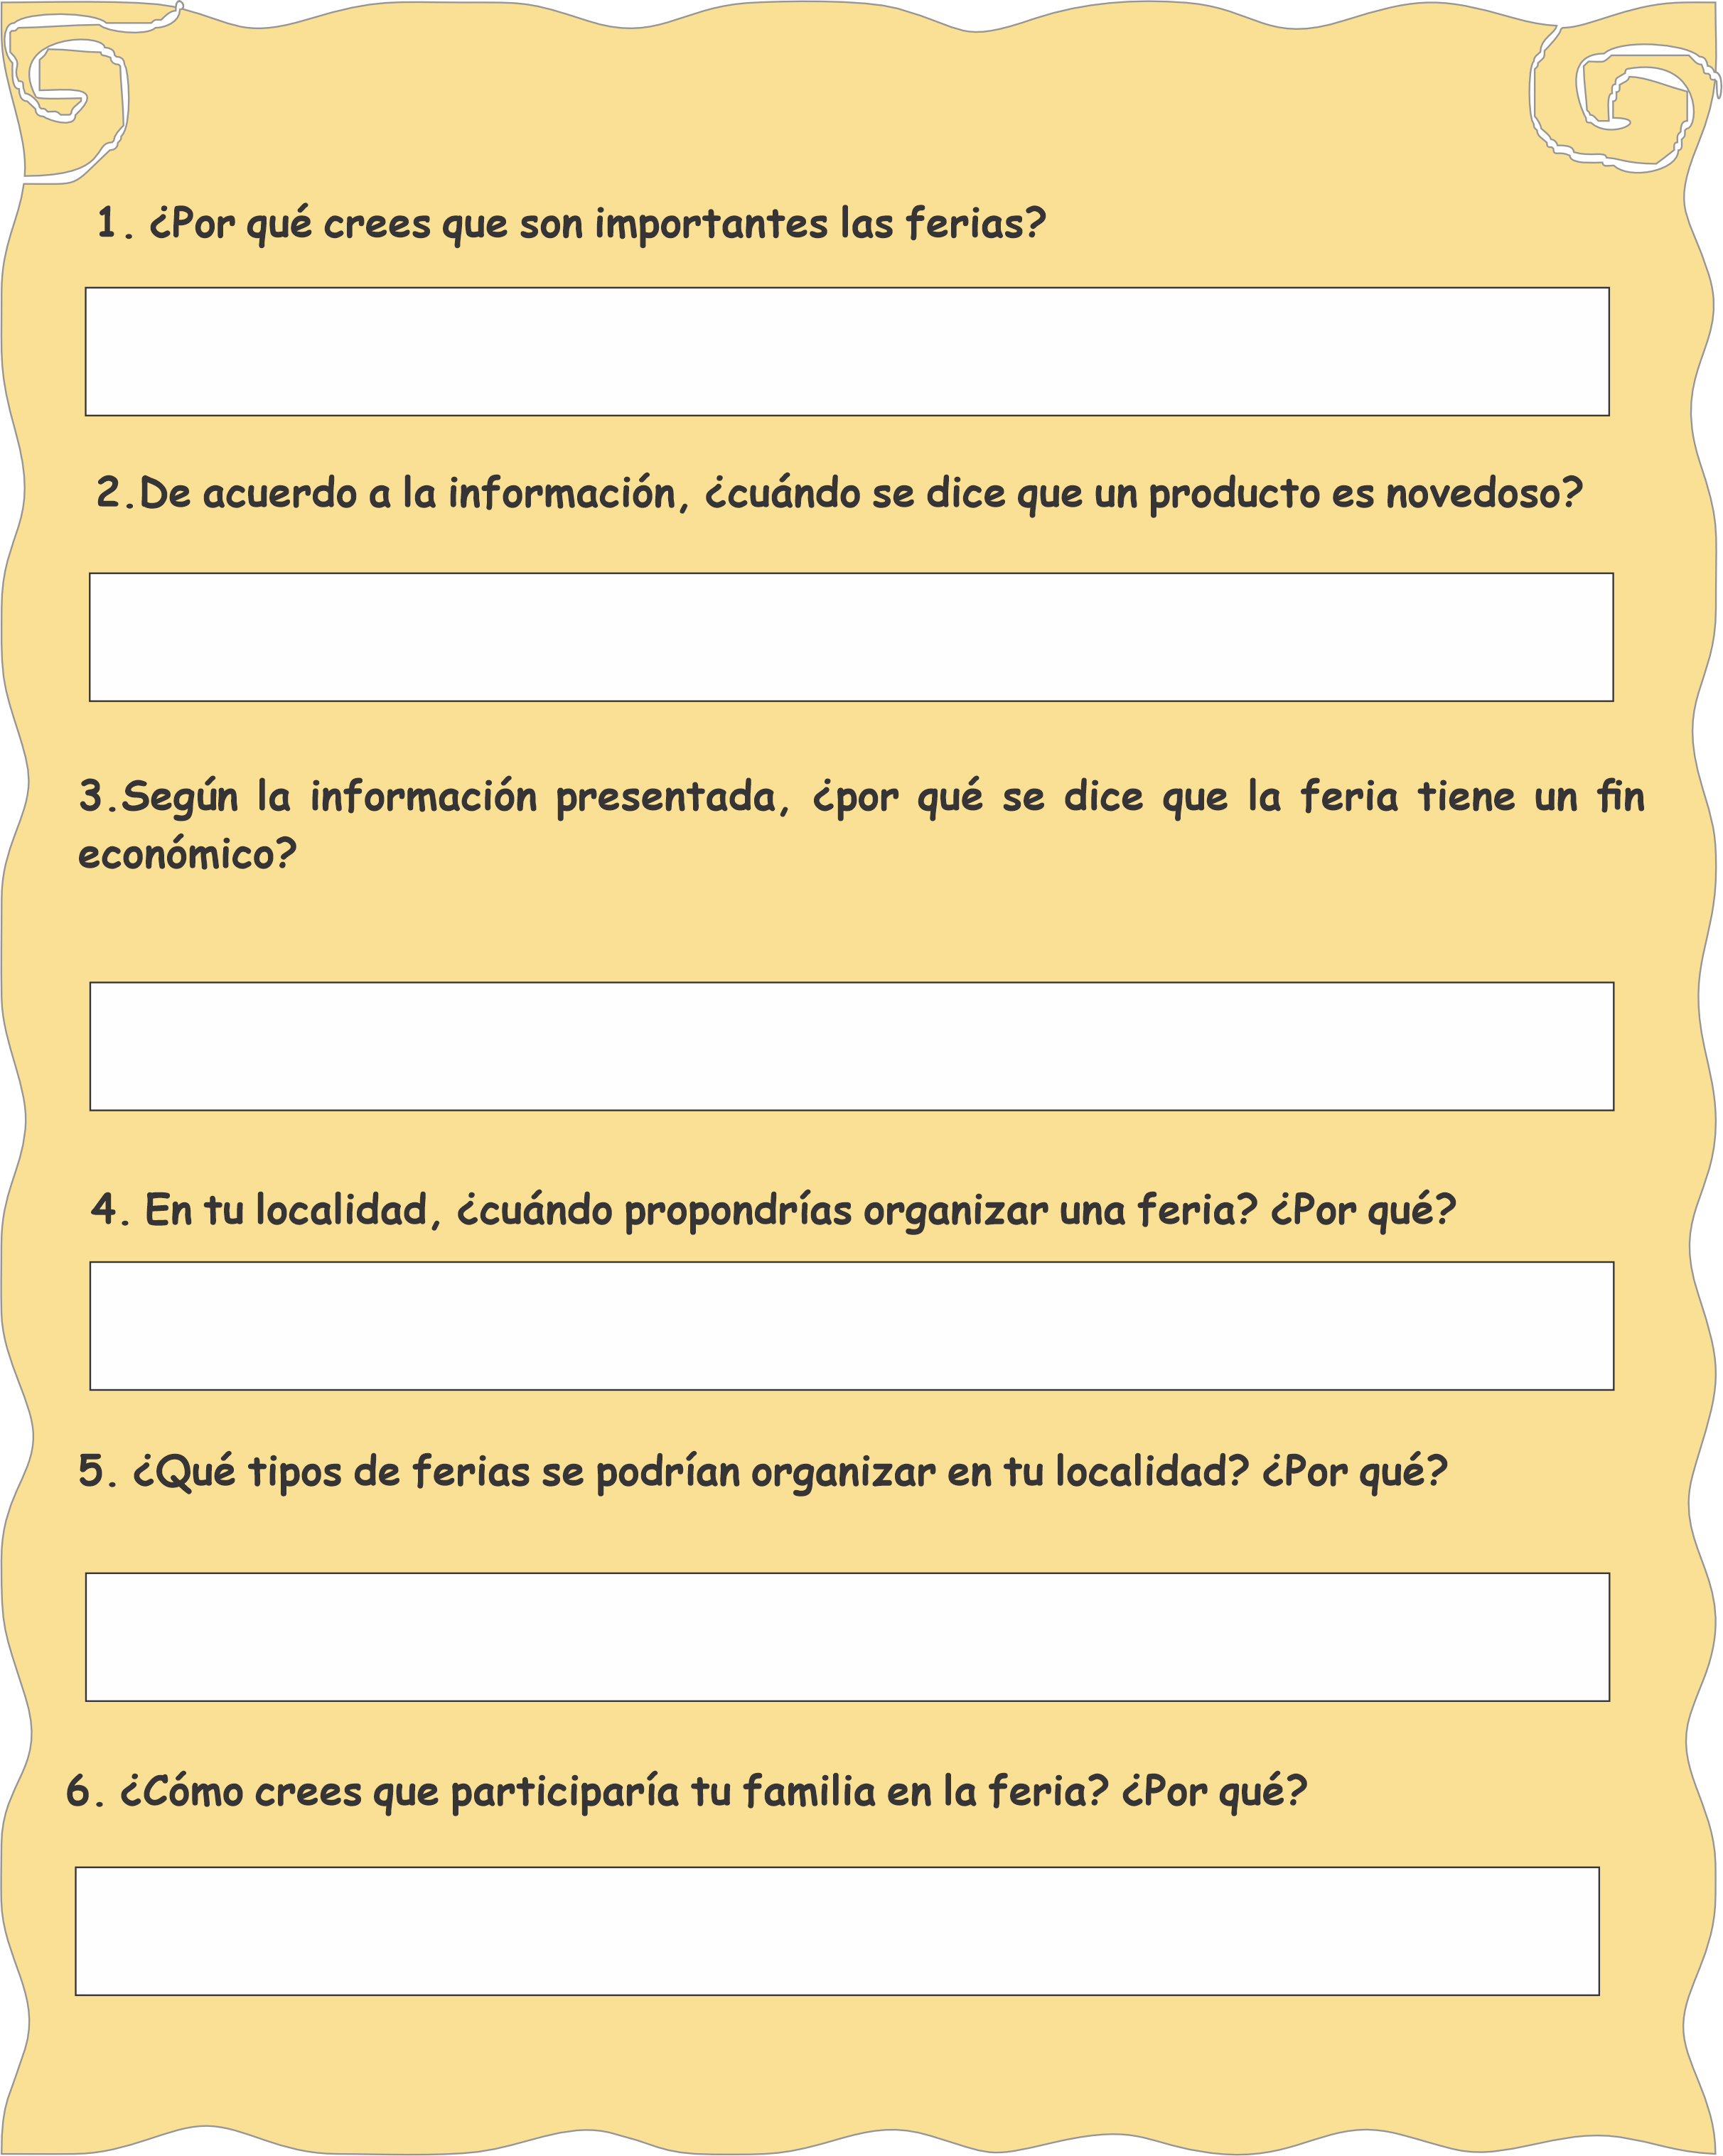 1. ¿Por qué crees que son importantes las ferias?
2.De acuerdo a la información, ¿cuándo se dice que un producto es novedoso?
3.Según la información presentada, ¿por qué se dice que la feria tiene un fin
económico?
4. En tu localidad, ¿cuándo propondrías organizar una feria? ¿Por qué?
5. ¿Qué tipos de ferias se podrían organizar en tu localidad? ¿Por qué?
6. ¿Cómo crees que participaría tu familia en la feria? ¿Por qué?